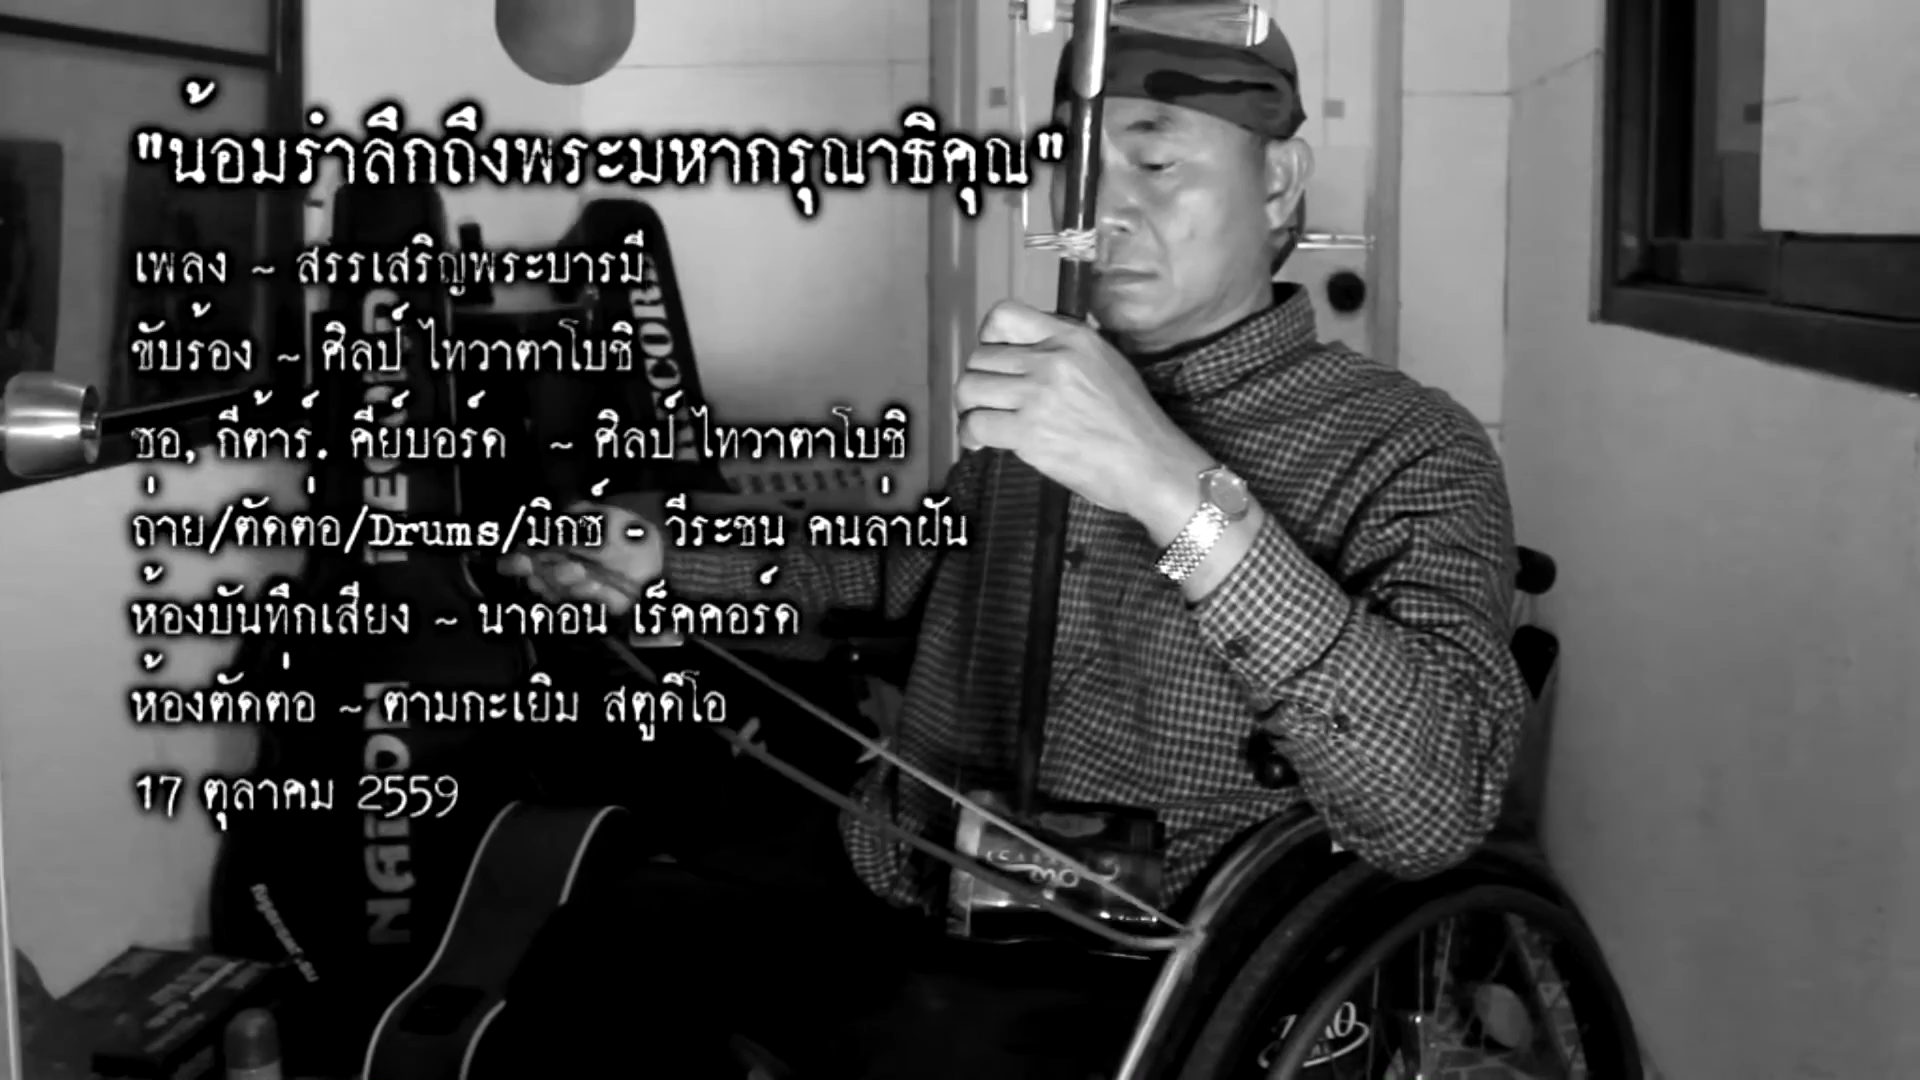 "น้อมรำลึกถึงพระมหากรุณาธิคุณ"
เพลง ~ สรรเสริญพระบารมี
ขับร้อง ~ ศิลป์ ไทวาตาโบชิ
ซอ, กีต้าร์. คีย์บอร์ด ~ ศิลป์ ไทวาตาโบชิ
ถ่าย/ตัดต่อ/Drums/มิกซ์ - วีระชน คนล่าฝัน
ห้องบันทึกเสียง ~ นาดอน เร็คคอร์ด
ห้องตัดต่อ ~ ตามกะเยิม สตูดิโอ
17 ตุลาคม 2559
NADON